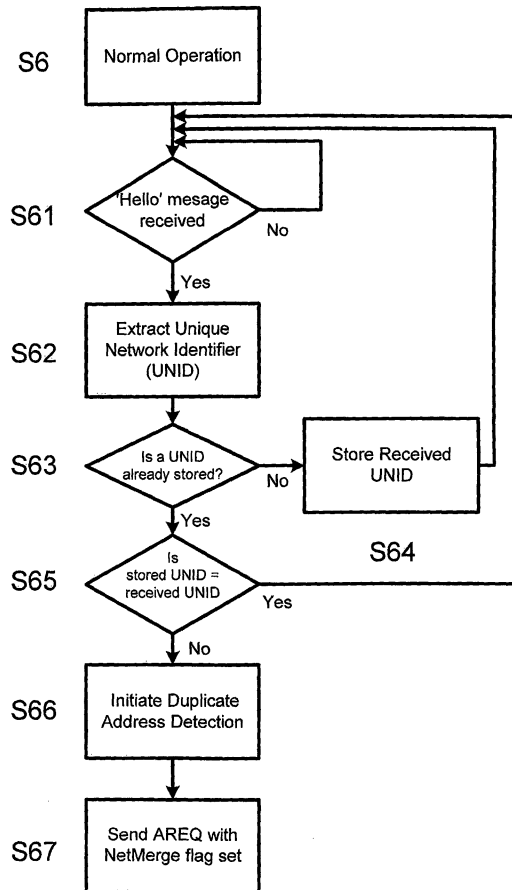 S6
Normal Operation
S61
'Hello' mesage
received
No
Yes
S62
Extract Unique
Network Identifier
(UNID)
S63
Is a UNID
already stored?
No
Store Received
UNID
Yes
S64
S65
Is
stored UNID =
received UNID
Yes
No
S66
Initiate Duplicate
Address Detection
S67
Send AREQ with
NetMerge flag set